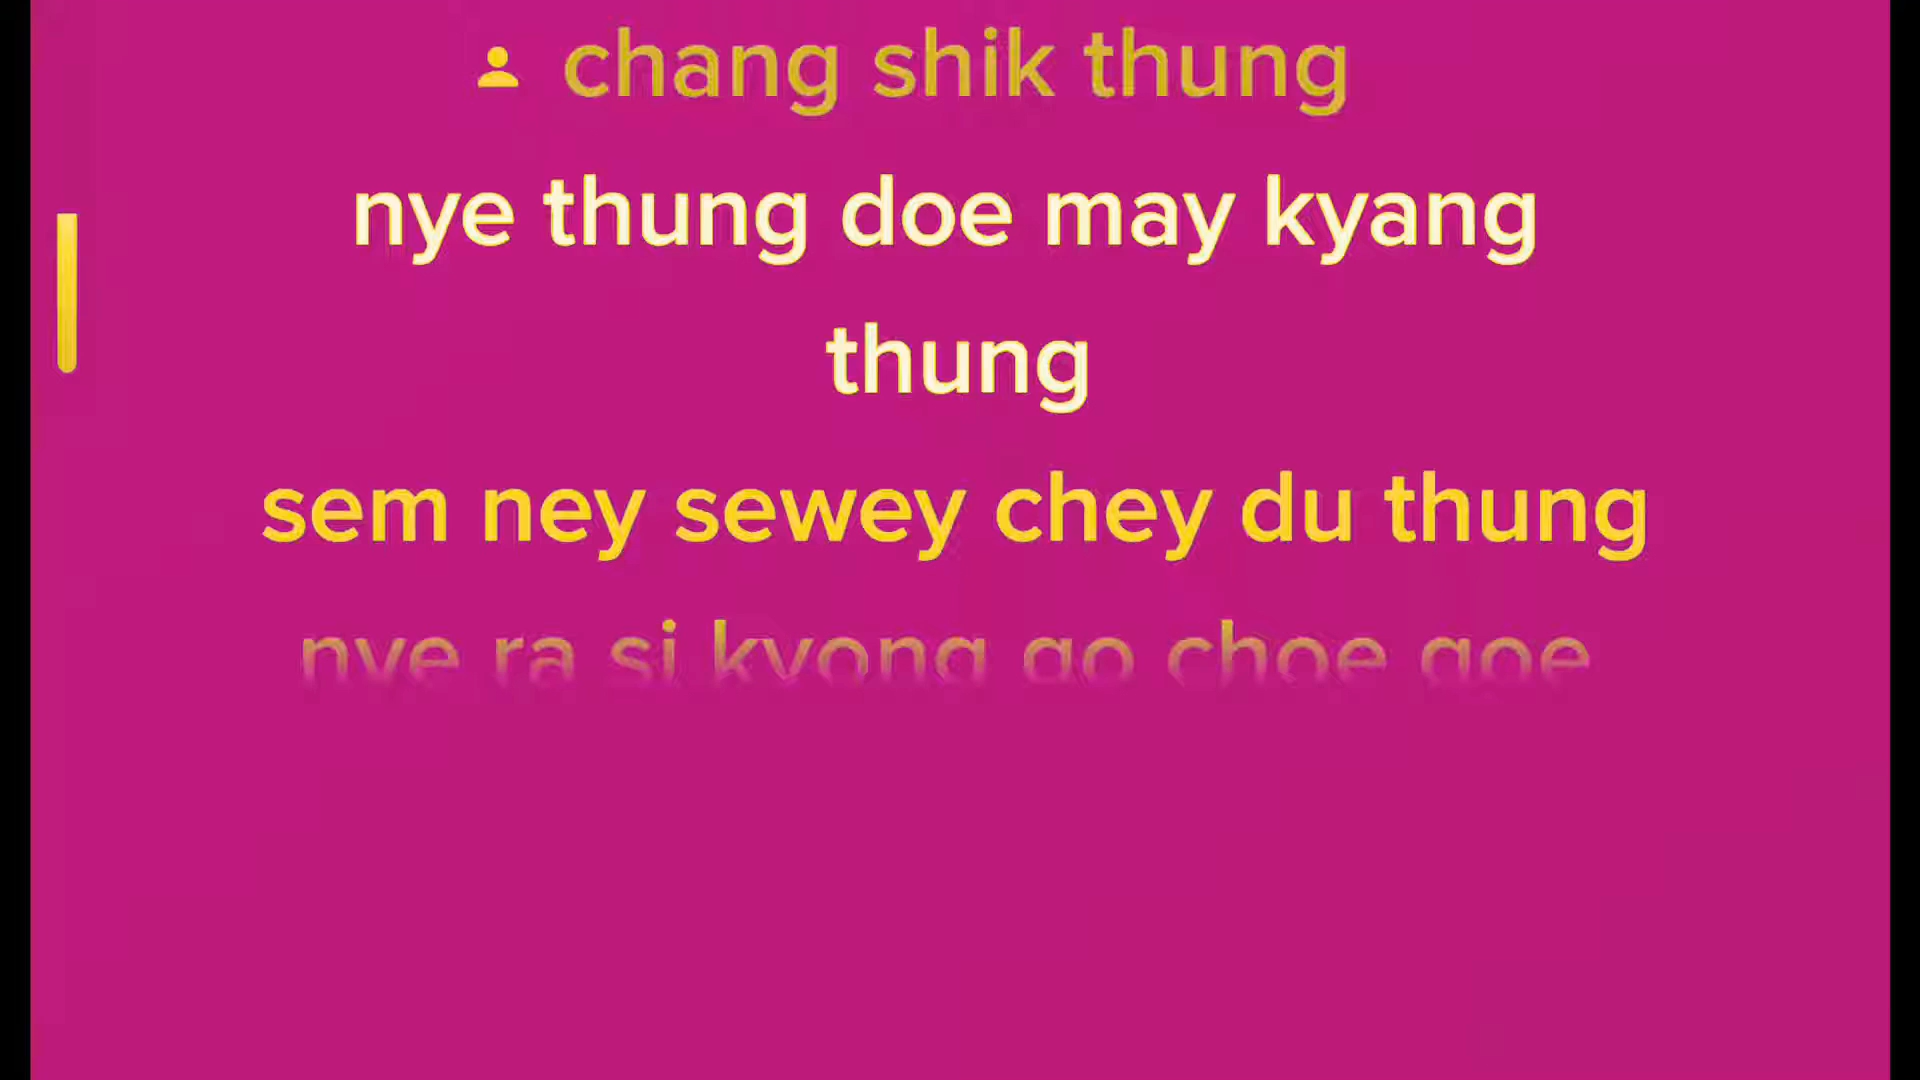 chang shik thung
nye thung doe may kyang
thung
sem ney sewey chey du thung
nye ra si kyong go choe goe